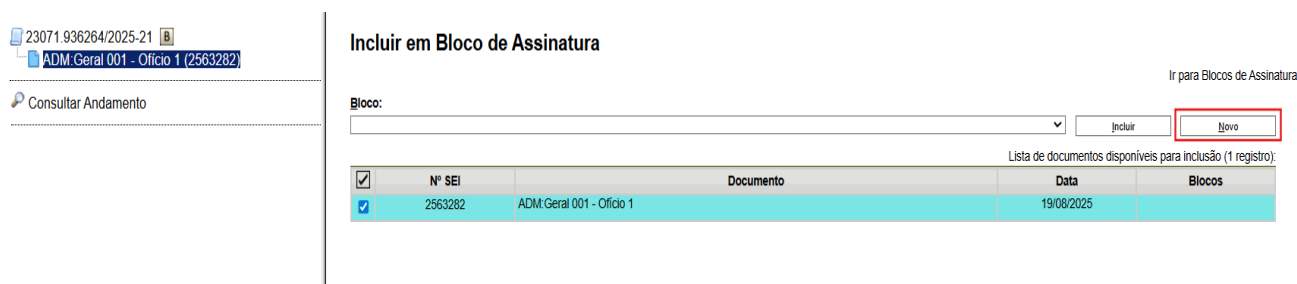 23071.936264/2025-21 B
ADM:Geral 001 - Ofício 1 (2563282)
Consultar Andamento
Incluir em Bloco de Assinatura
Ir para Blocos de Assinatura
Bloco:
Incluir Novo
Lista de documentos disponíveis para inclusão (1 registro):
Nº SEI Documento Data Blocos
2563282 ADM:Geral 001 - Ofício 1 19/08/2025